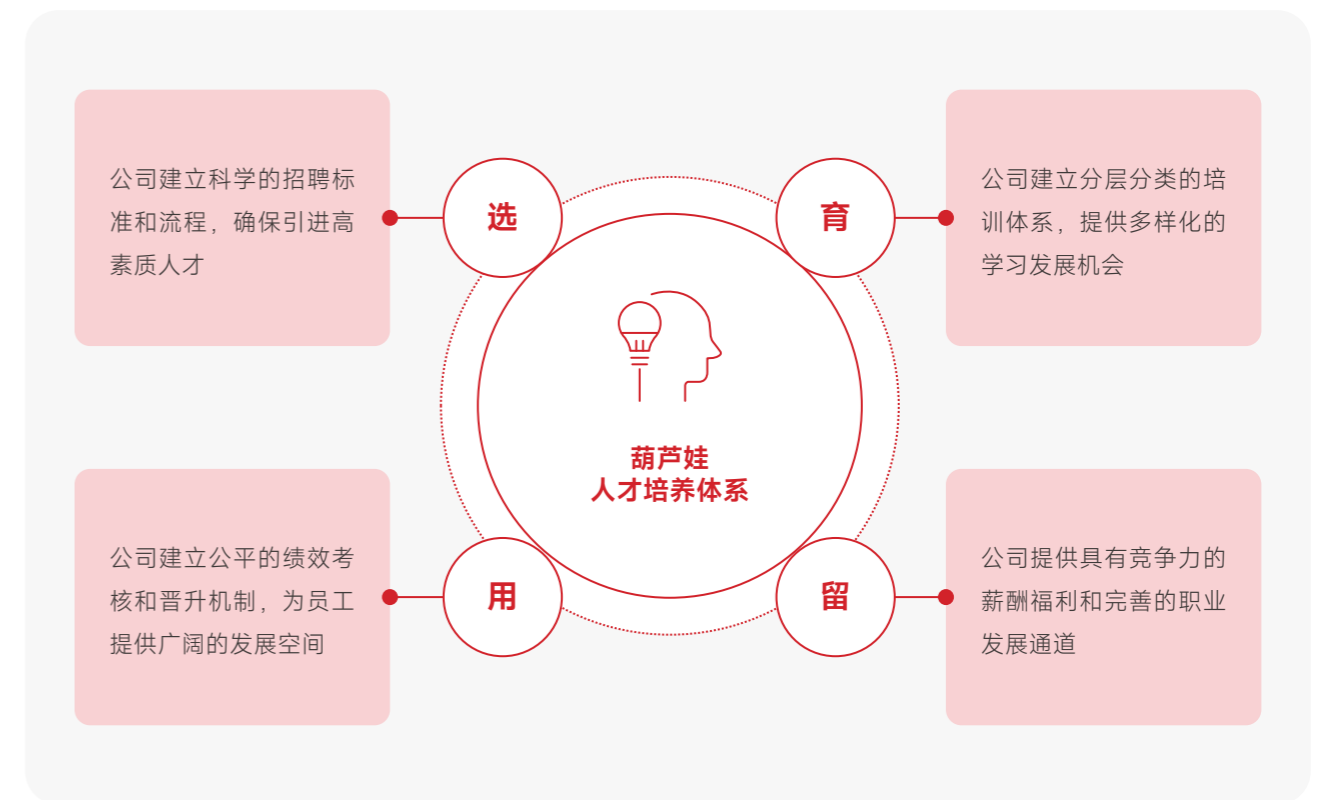 公司建立科学的招聘标
准和流程，确保引进高
素质人才
选
育
公司建立分层分类的培
训体系，提供多样化的
学习发展机会
葫芦娃
人才培养体系
公司建立公平的绩效考
核和晋升机制，为员工
提供广阔的发展空间
用
留
公司提供具有竞争力的
薪酬福利和完善的职业
发展通道